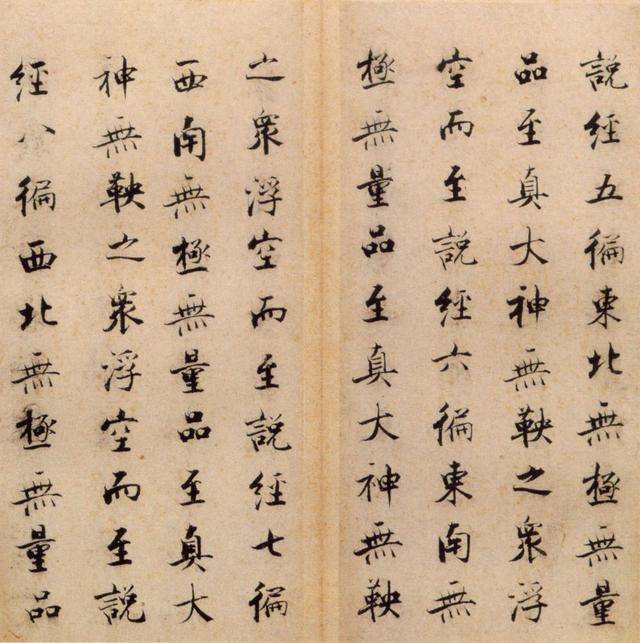 說經五徧東北無極無量
品至真大神無鞅之衆浮
空而至說經六徧東南無
極無量品至真大神無鞅
之衆浮空而至說經七徧
西南無極無量品至真大
神無鞅之衆浮空而至說
經八徧西北無極無量品